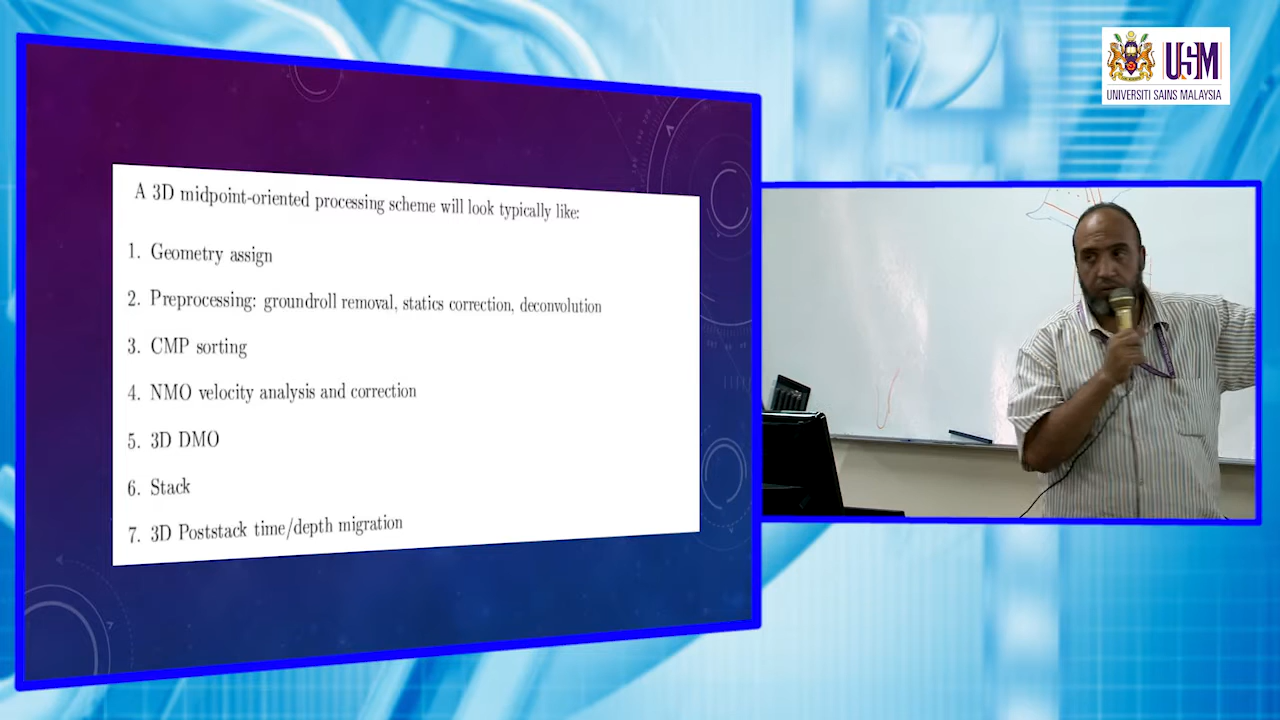 A 3D midpoint-oriented processing scheme will look typically like:
1. Geometry assign
2. Preprocessing: groundroll removal, statics correction, deconvolution
3. CMP sorting
4. NMO velocity analysis and correction
5. 3D DMO
6. Stack
7. 3D Poststack time/depth migration
USM
UNIVERSITI SAINS MALAYSIA